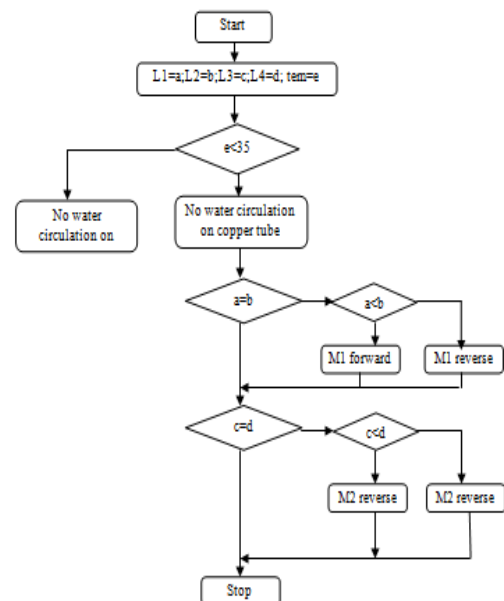 Start
L1=a;L2=b;L3=c;L4=d; tem=e
e<35
No water
circulation on
No water circulation
on copper tube
a=b
a<b
M1 forward
M1 reverse
c=d
c<d
M2 reverse
M2 reverse
Stop